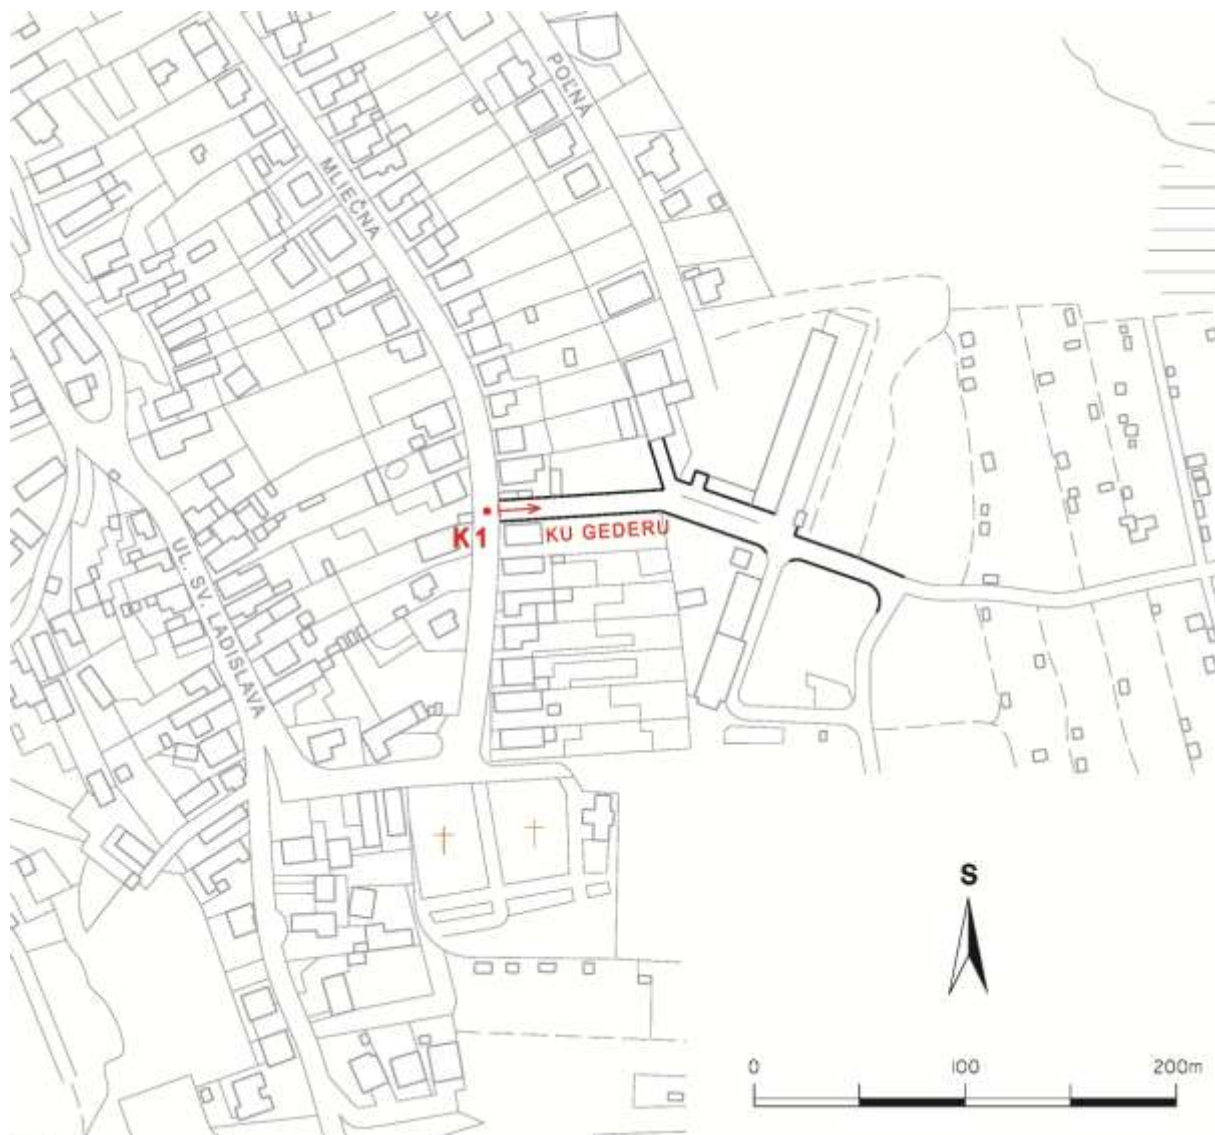 POĽNÁ
MLIEČNA
K1
KU GEDERU
UL. SV. LADISLAVA
S
0 100 200m